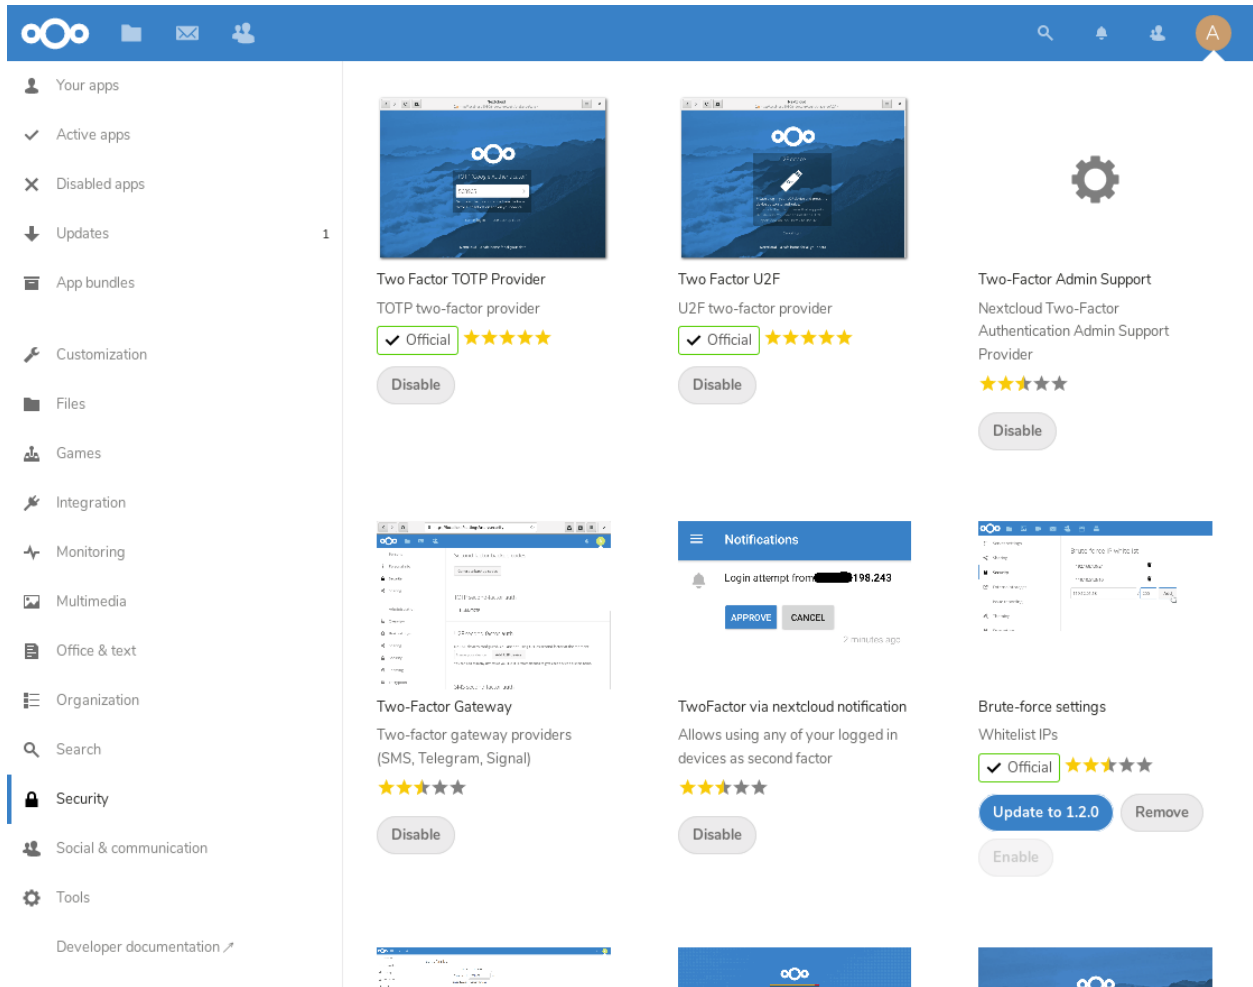 A
Your apps
Active apps
Disabled apps
Updates
1
App bundles
Customization
Files
Games
Integration
Monitoring
Multimedia
Office & text
Organization
Search
Security
Social & communication
Tools
Developer documentation
Nextcloud
Two Factor TOTP Provider
TOTP two-factor provider
Official
Disable
Two Factor U2F
U2F two-factor provider
Official
Disable
Two-Factor Admin Support
Nextcloud Two-Factor
Authentication Admin Support
Provider
Disable
Two-Factor Gateway
Two-factor gateway providers
(SMS, Telegram, Signal)
Disable
Notifications
Login attempt from 198.243
APPROVE
CANCEL
2 minutes ago
TwoFactor via nextcloud notification
Allows using any of your logged in
devices as second factor
Disable
Brute-force IP whitelist
Brute-force settings
Whitelist IPs
Official
Update to 1.2.0
Remove
Enable